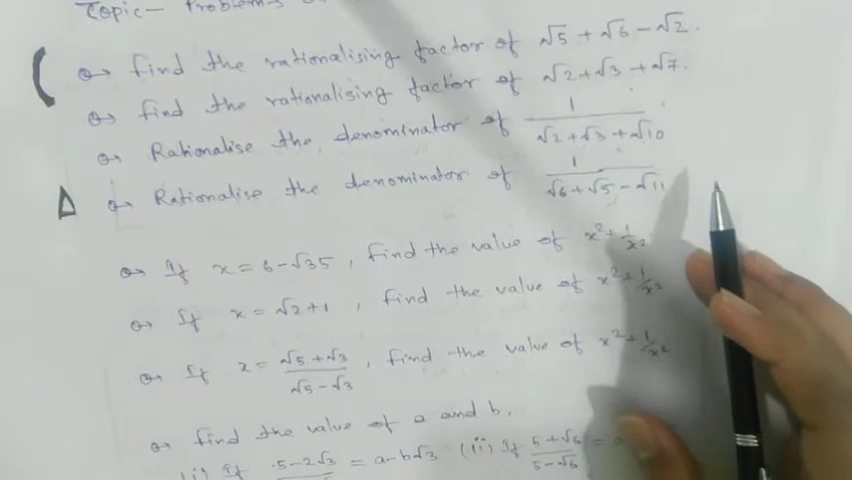 Topic- Problems
Q→ find the rationalising factor of √5 + √6 - √2.
Q→ find the rationalising factor of √2 + √3 + √7.
Q→ Rationalise the denominator of 1/(√2 + √3 + √10)
Q→ Rationalise the denominator of 1/(√6 + √5 - √11)
Q→ If x = 6 - √35, find the value of x² + 1/x²
Q→ If x = √2 + 1, find the value of x² + 1/x²
Q→ If x = (√5 + √3)/(√5 - √3), find the value of x² + 1/x²
Q→ find the value of a and b.
(i) If 5 - 2√3 = a - b√3 (ii) If (5 + √6)/(5 - √6) = a